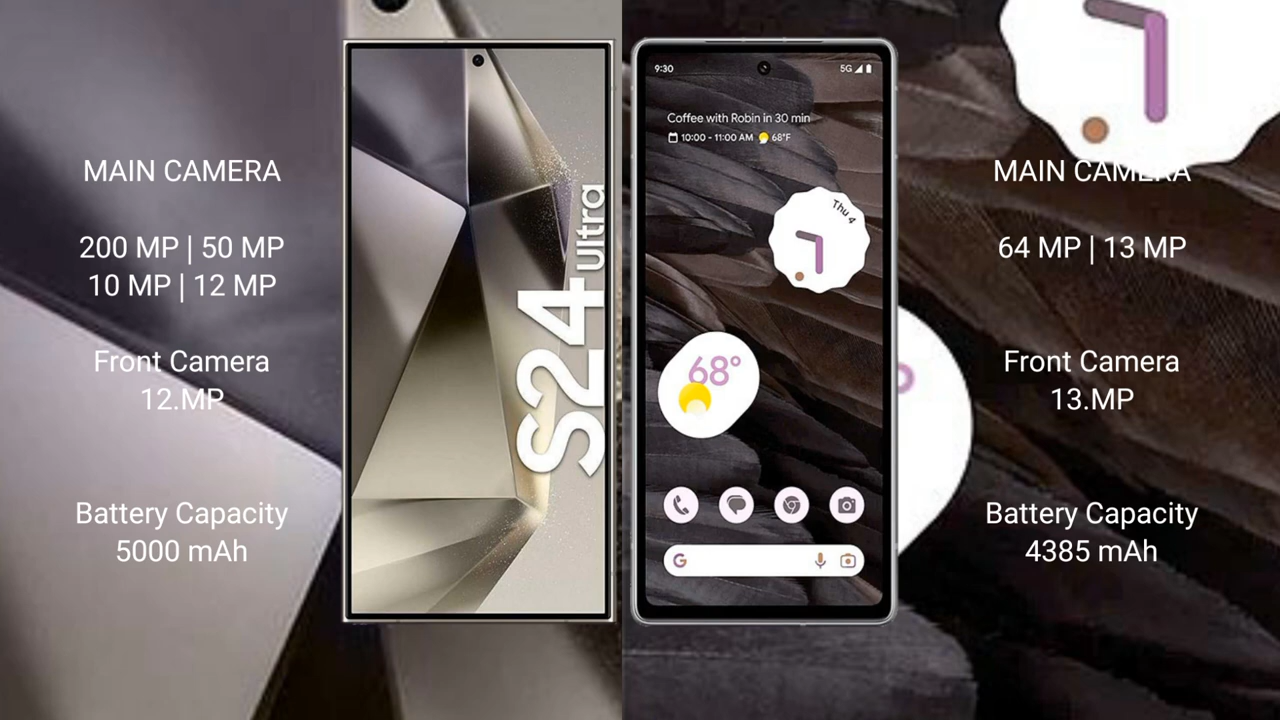 MAIN CAMERA
200 MP | 50 MP
10 MP | 12 MP
Front Camera
12.MP
Battery Capacity
5000 mAh
S24 ultra
9:30
5G
Coffee with Robin in 30 min
10:00 - 11:00 AM 68°F
Thu 4
68°
G
MAIN CAMERA
64 MP | 13 MP
Front Camera
13.MP
Battery Capacity
4385 mAh